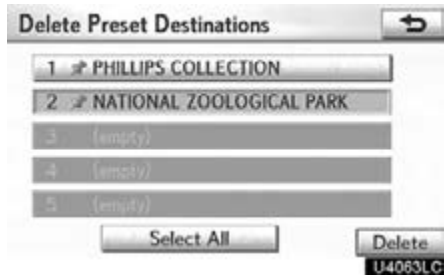 Delete Preset Destinations
1 PHILLIPS COLLECTION
2 NATIONAL ZOOLOGICAL PARK
3 (empty)
4 (empty)
5 (empty)
Select All
Delete
U4063LC